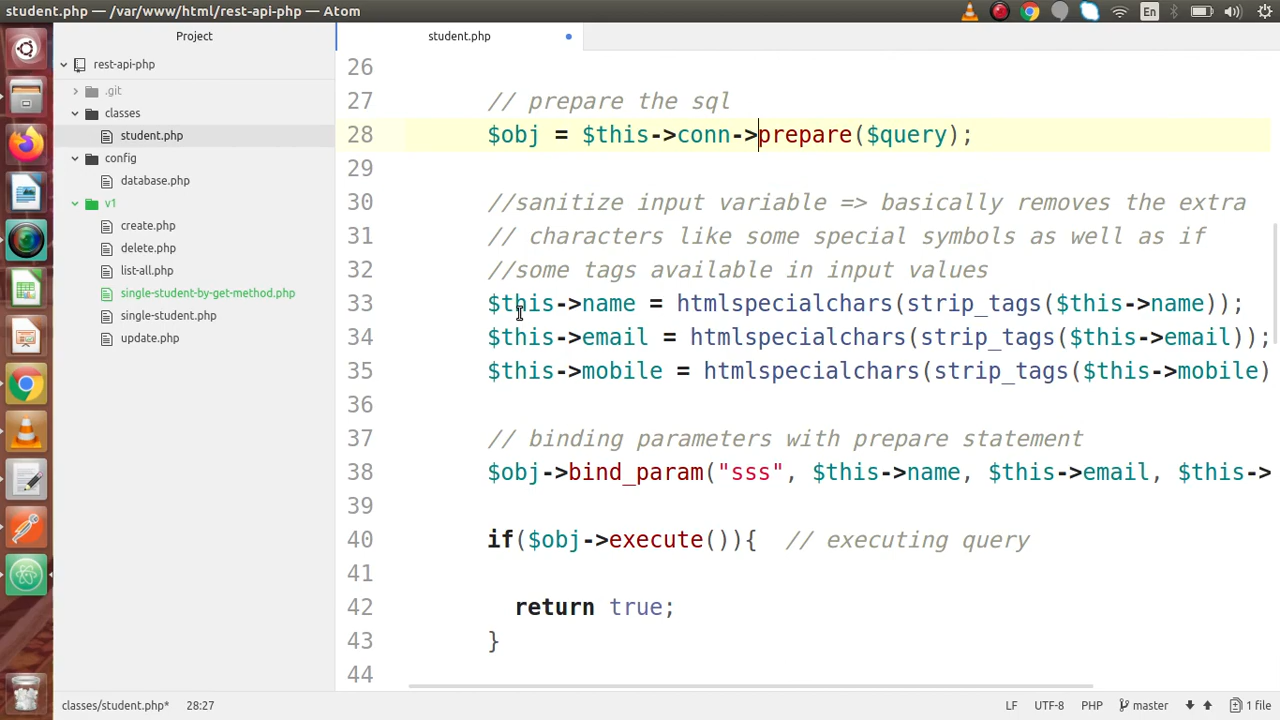 student.php — /var/www/html/rest-api-php — Atom
En
Project
student.php
rest-api-php
.git
classes
student.php
config
database.php
v1
create.php
delete.php
list-all.php
single-student-by-get-method.php
single-student.php
update.php
26
27 // prepare the sql
28 $obj = $this->conn->prepare($query);
29
30 //sanitize input variable => basically removes the extra
31 // characters like some special symbols as well as if
32 //some tags available in input values
33 $this->name = htmlspecialchars(strip_tags($this->name));
34 $this->email = htmlspecialchars(strip_tags($this->email));
35 $this->mobile = htmlspecialchars(strip_tags($this->mobile)
36
37 // binding parameters with prepare statement
38 $obj->bind_param("sss", $this->name, $this->email, $this->
39
40 if($obj->execute()){ // executing query
41
42 return true;
43 }
44
classes/student.php* 28:27 LF UTF-8 PHP master 1 file